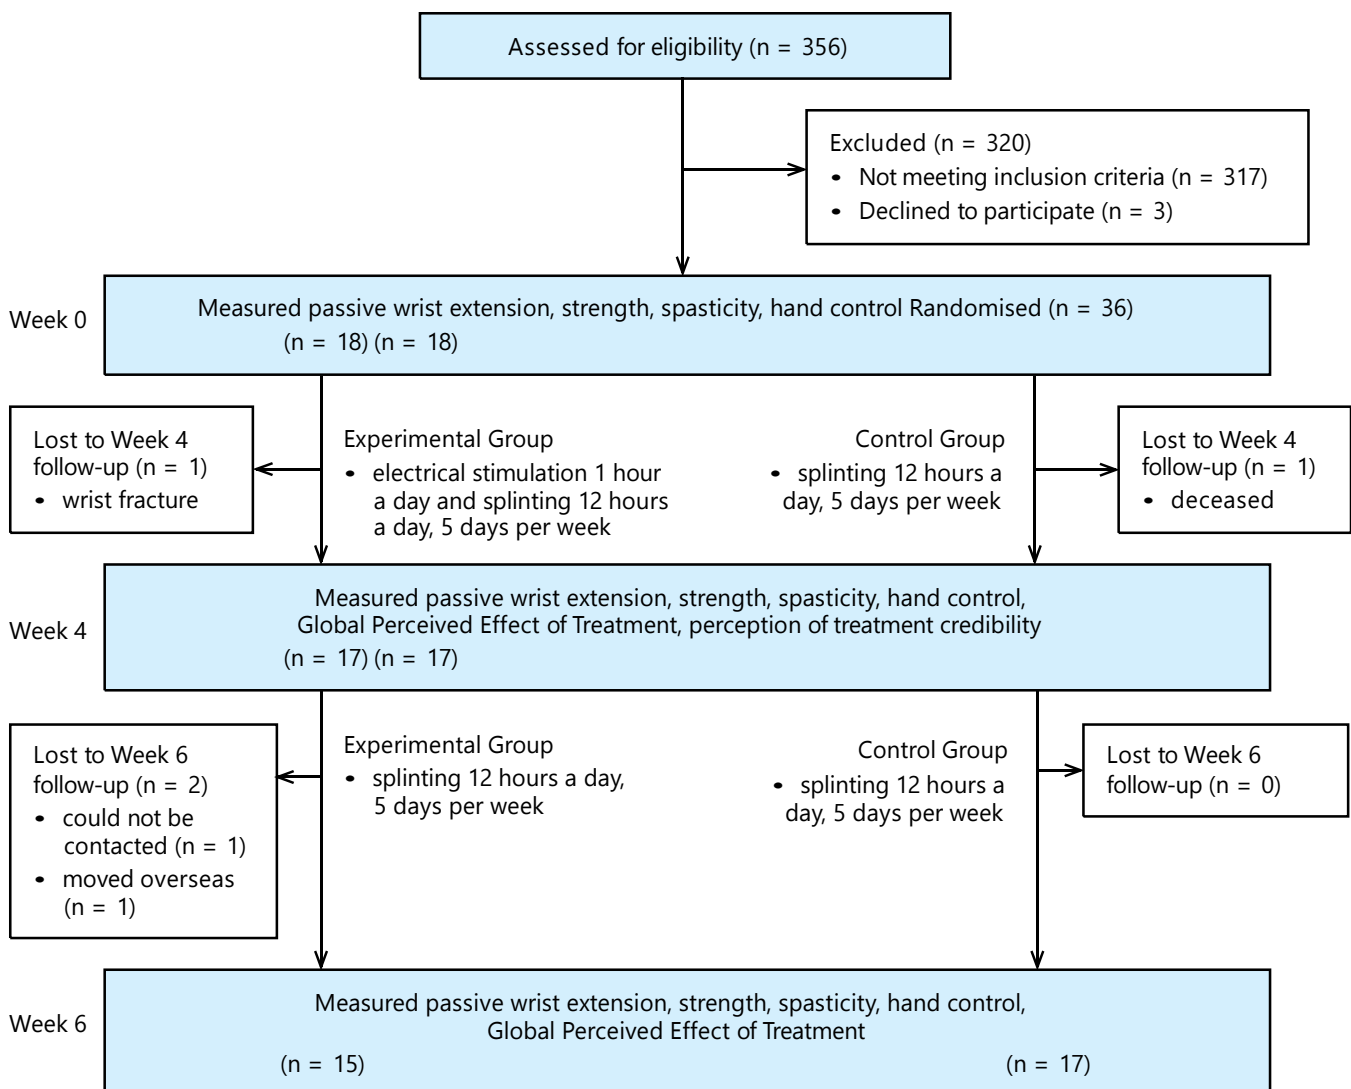 Assessed for eligibility (n = 356)
Excluded (n = 320)
• Not meeting inclusion criteria (n = 317)
• Declined to participate (n = 3)
Week 0
Measured passive wrist extension, strength, spasticity, hand control Randomised (n = 36)
(n = 18) (n = 18)
Lost to Week 4
follow-up (n = 1)
• wrist fracture
Experimental Group
• electrical stimulation 1 hour
a day and splinting 12 hours
a day, 5 days per week
Control Group
• splinting 12 hours a
day, 5 days per week
Lost to Week 4
follow-up (n = 1)
• deceased
Week 4
Measured passive wrist extension, strength, spasticity, hand control,
Global Perceived Effect of Treatment, perception of treatment credibility
(n = 17) (n = 17)
Lost to Week 6
follow-up (n = 2)
• could not be
contacted (n = 1)
• moved overseas
(n = 1)
Experimental Group
• splinting 12 hours a day,
5 days per week
Control Group
• splinting 12 hours a
day, 5 days per week
Lost to Week 6
follow-up (n = 0)
Week 6
Measured passive wrist extension, strength, spasticity, hand control,
Global Perceived Effect of Treatment
(n = 15) (n = 17)